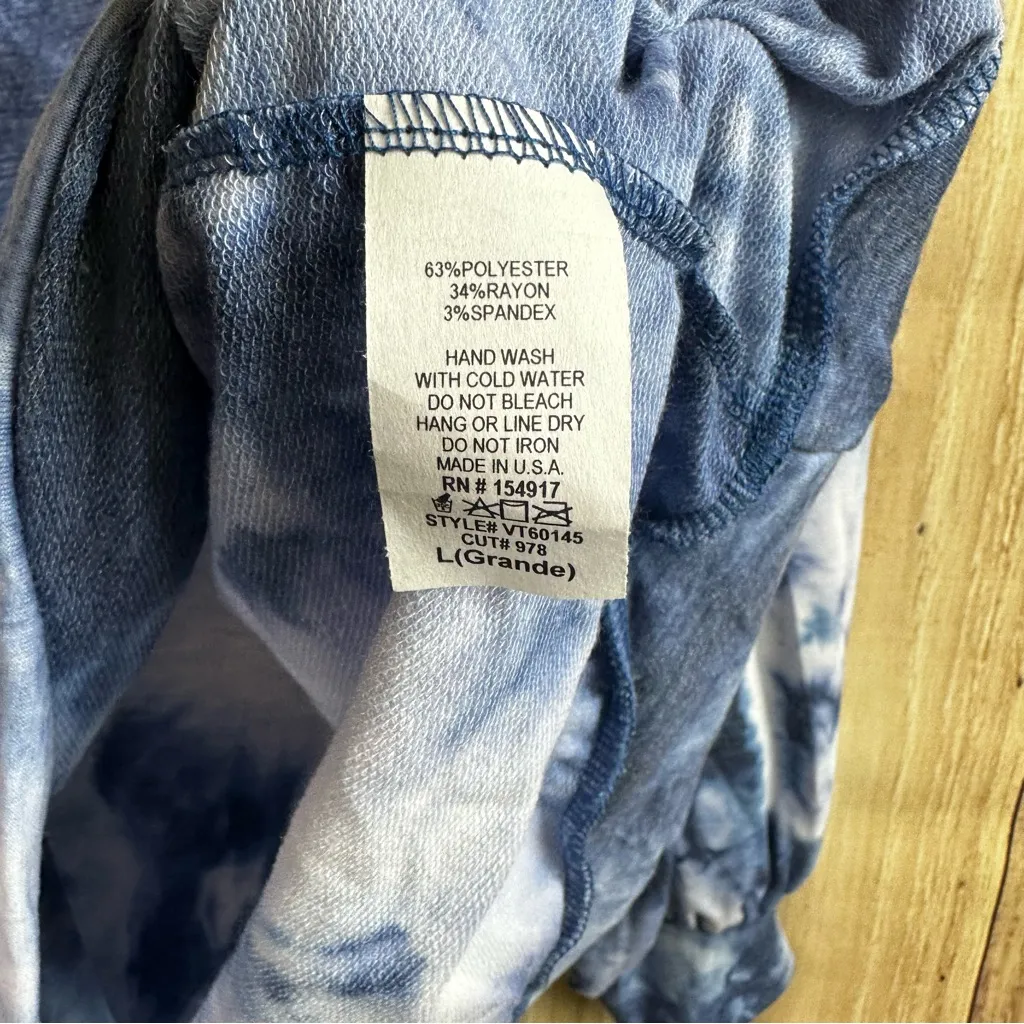 63%POLYESTER
34%RAYON
3%SPANDEX
HAND WASH
WITH COLD WATER
DO NOT BLEACH
HANG OR LINE DRY
DO NOT IRON
MADE IN U.S.A.
RN # 154917
STYLE# VT60145
CUT# 978
L(Grande)